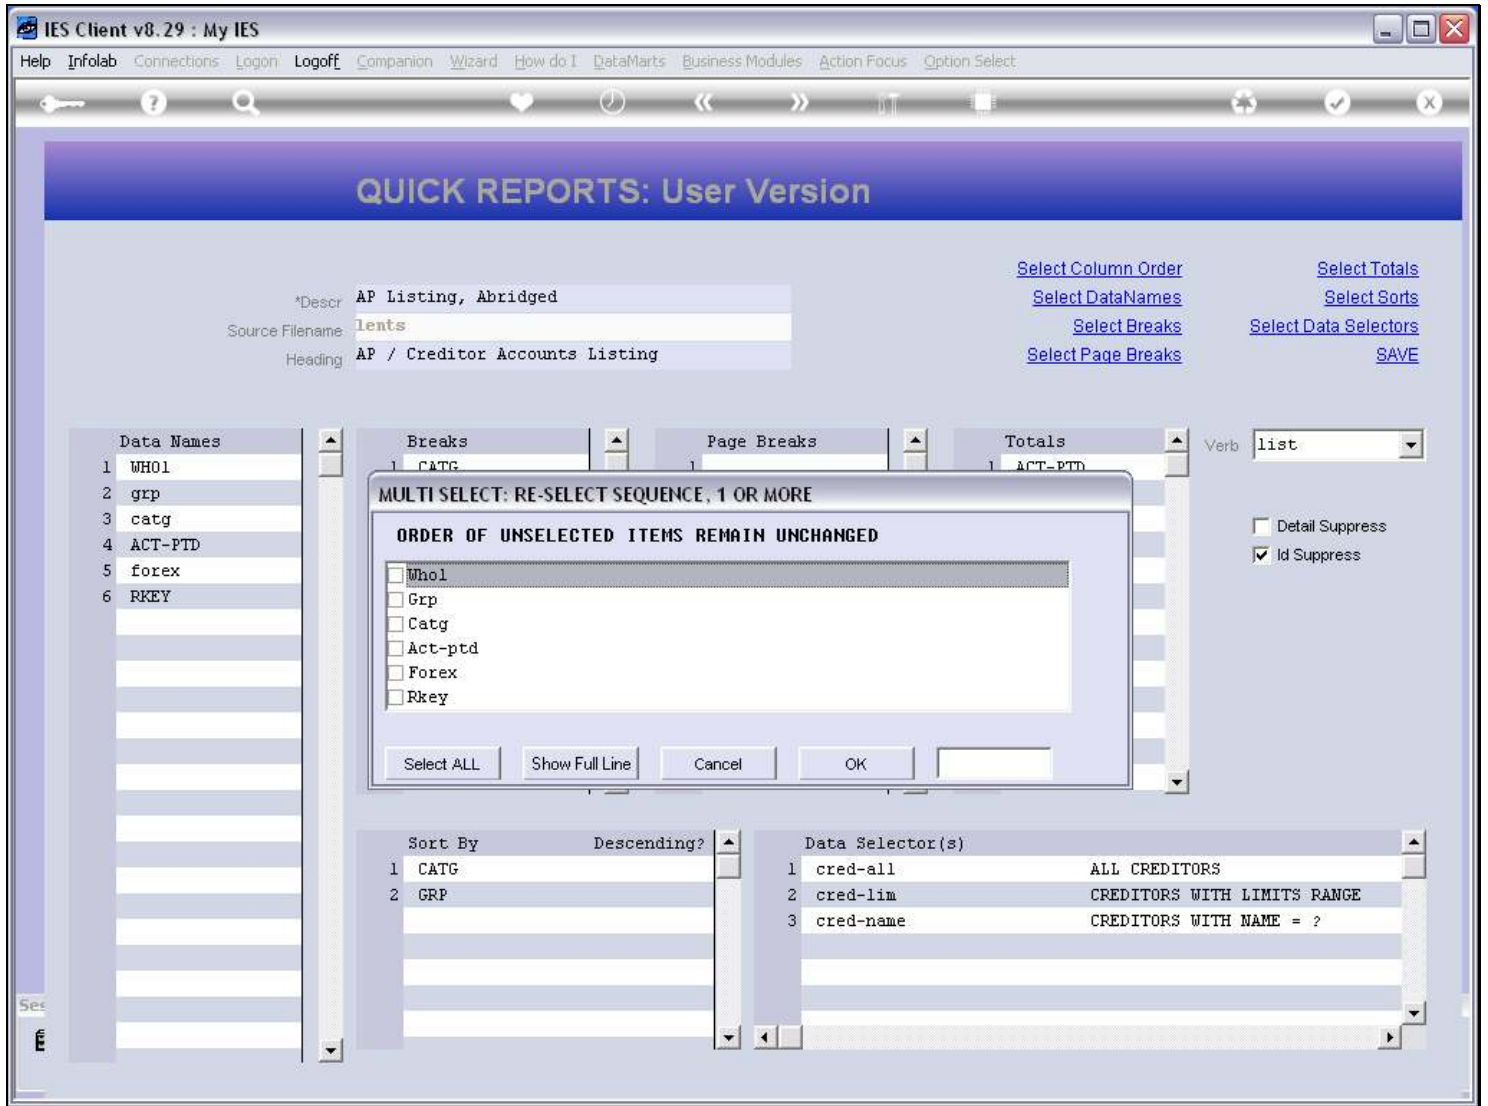 IES Client v8.29 : My IES
Help Infolab Connections Logon Logoff Companion Wizard How do I DataMarts Business Modules Action Focus Option Select
QUICK REPORTS: User Version
Select Column Order Select Totals
*Descr AP Listing, Abridged Select DataNames Select Sorts
Source Filename lents Select Breaks Select Data Selectors
Heading AP / Creditor Accounts Listing Select Page Breaks SAVE
Data Names Breaks Page Breaks Totals Verb list
1 WHO1 1 CATG 1 1 ACT-PTD
2 grp
3 catg
4 ACT-PTD
5 forex
6 RKEY
Detail Suppress
Id Suppress
MULTI SELECT: RE-SELECT SEQUENCE, 1 OR MORE
ORDER OF UNSELECTED ITEMS REMAIN UNCHANGED
Who1
Grp
Catg
Act-ptd
Forex
Rkey
Select ALL Show Full Line Cancel OK
Sort By Descending? Data Selector(s)
1 CATG 1 cred-all ALL CREDITORS
2 GRP 2 cred-lim CREDITORS WITH LIMITS RANGE
3 cred-name CREDITORS WITH NAME = ?